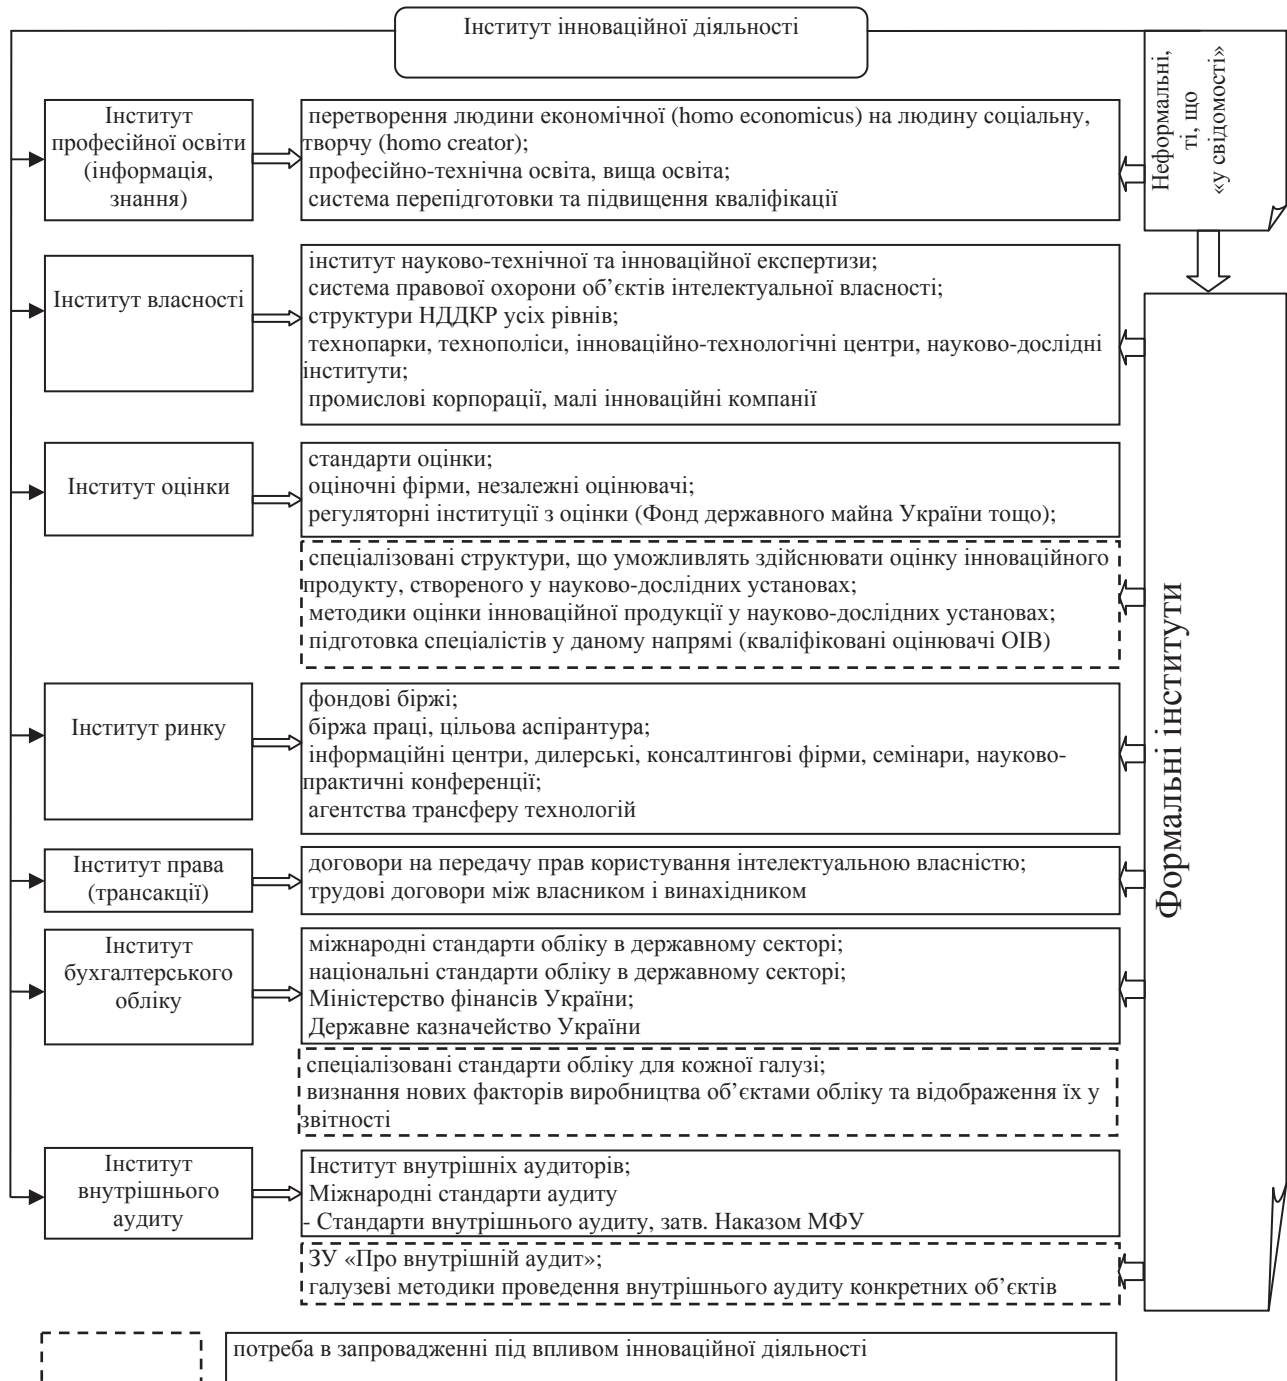 Інститут інноваційної діяльності
Неформальні,
ті, що
«у свідомості»
Інститут
професійної освіти
(інформація,
знання)
перетворення людини економічної (homo economicus) на людину соціальну,
творчу (homo creator);
професійно-технічна освіта, вища освіта;
система перепідготовки та підвищення кваліфікації
Інститут власності
інститут науково-технічної та інноваційної експертизи;
система правової охорони об’єктів інтелектуальної власності;
структури НДДКР усіх рівнів;
технопарки, технополіси, інноваційно-технологічні центри, науково-дослідні
інститути;
промислові корпорації, малі інноваційні компанії
Інститут оцінки
стандарти оцінки;
оціночні фірми, незалежні оцінювачі;
регуляторні інституції з оцінки (Фонд державного майна України тощо);
спеціалізовані структури, що уможливлять здійснювати оцінку інноваційного
продукту, створеного у науково-дослідних установах;
методики оцінки інноваційної продукції у науково-дослідних установах;
підготовка спеціалістів у даному напрямі (кваліфіковані оцінювачі ОІВ)
Формальні інститути
Інститут ринку
фондові біржі;
біржа праці, цільова аспірантура;
інформаційні центри, дилерські, консалтингові фірми, семінари, науково-
практичні конференції;
агентства трансферу технологій
Інститут права
(трансакції)
договори на передачу прав користування інтелектуальною власністю;
трудові договори між власником і винахідником
Інститут
бухгалтерського
обліку
міжнародні стандарти обліку в державному секторі;
національні стандарти обліку в державному секторі;
Міністерство фінансів України;
Державне казначейство України
спеціалізовані стандарти обліку для кожної галузі;
визнання нових факторів виробництва об’єктами обліку та відображення їх у
звітності
Інститут
внутрішнього
аудиту
Інститут внутрішніх аудиторів;
Міжнародні стандарти аудиту
- Стандарти внутрішнього аудиту, затв. Наказом МФУ
ЗУ «Про внутрішній аудит»;
галузеві методики проведення внутрішнього аудиту конкретних об’єктів
потреба в запровадженні під впливом інноваційної діяльності